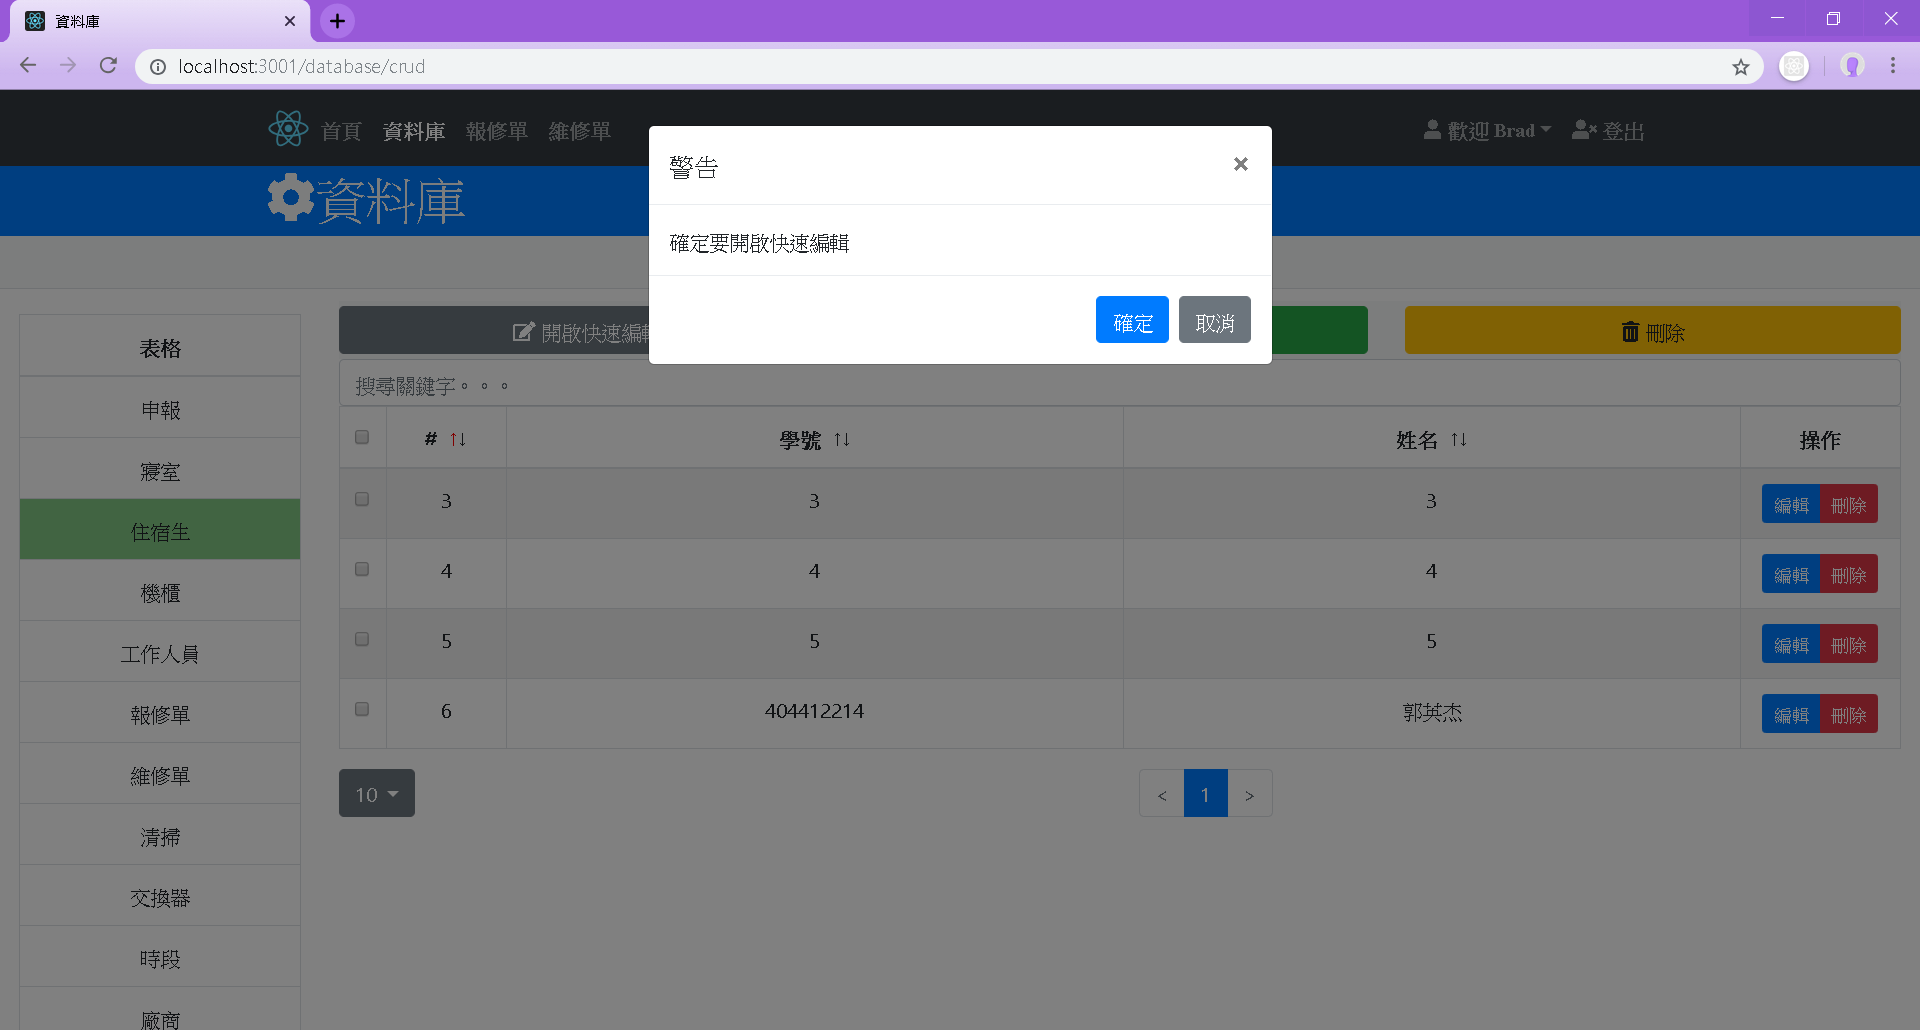 資料庫
localhost:3001/database/crud
首頁 資料庫 報修單 維修單
歡迎 Brad 登出
資料庫
警告
×
確定要開啟快速編輯
確定 取消
開啟快速編輯
刪除
搜尋關鍵字。。。
# ↑↓ 學號 ↑↓ 姓名 ↑↓ 操作
3 3 3 編輯 刪除
4 4 4 編輯 刪除
5 5 5 編輯 刪除
6 404412214 郭英杰 編輯 刪除
10
< 1 >
表格
申報
寢室
住宿生
機櫃
工作人員
報修單
維修單
清掃
交換器
時段
廠商